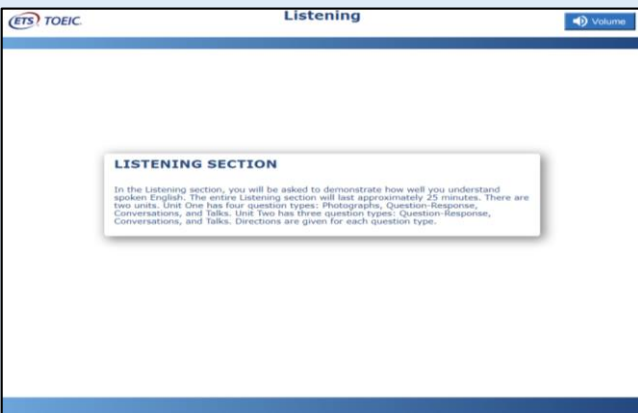 ETS TOEIC.
Listening
Volume
LISTENING SECTION
In the Listening section, you will be asked to demonstrate how well you understand
spoken English. The entire Listening section will last approximately 25 minutes. There are
two units. Unit One has four question types: Photographs, Question-Response,
Conversations, and Talks. Unit Two has three question types: Question-Response,
Conversations, and Talks. Directions are given for each question type.